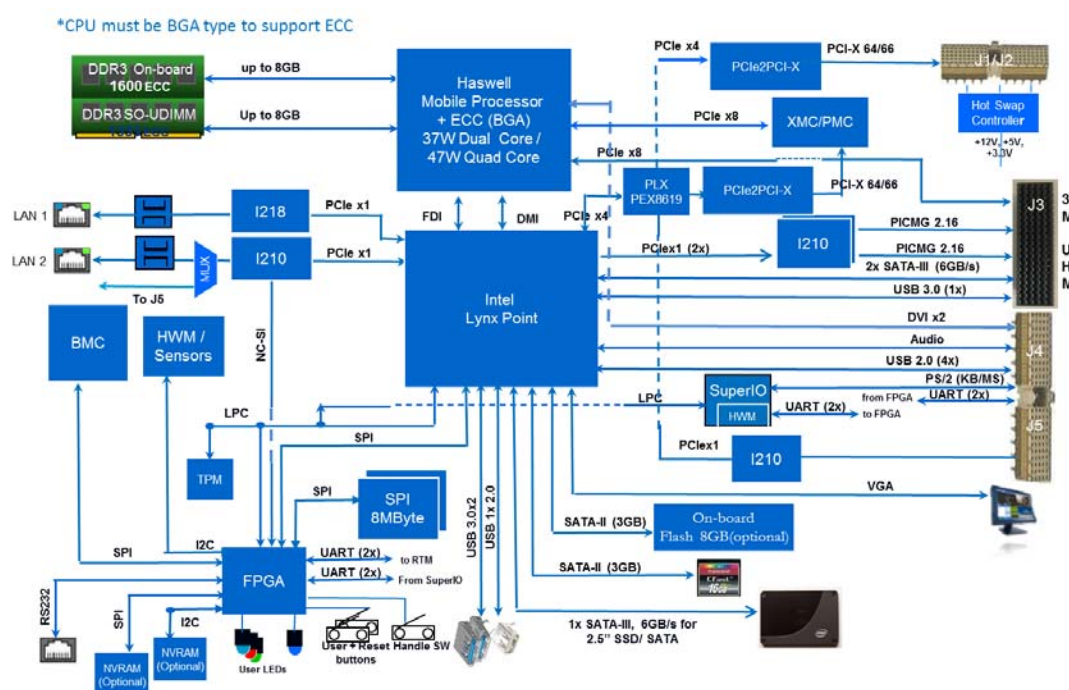 *CPU must be BGA type to support ECC
DDR3 On-board
1600 ECC
DDR3 SO-UDIMM
up to 8GB
Up to 8GB
Haswell
Mobile Processor
+ ECC (BGA)
37W Dual Core /
47W Quad Core
PCIe x4
PCIe2PCI-X
PCI-X 64/66
J1/J2
Hot Swap
Controller
+12V, +5V,
+3.3V
PCIe x8
XMC/PMC
PCIe x8
PLX
PEX8619
PCIe2PCI-X
PCI-X 64/66
J3
3
M
U
H
M
LAN 1
I218
PCIe x1
FDI
DMI
PCIe x4
LAN 2
MUX
I210
PCIe x1
To J5
PCIex1 (2x)
I210
PICMG 2.16
PICMG 2.16
2x SATA-III (6GB/s)
USB 3.0 (1x)
Intel
Lynx Point
BMC
HWM /
Sensors
NC-SI
DVI x2
Audio
USB 2.0 (4x)
J4
PS/2 (KB/MS)
SuperIO
HWM
from FPGA
UART (2x)
UART (2x)
to FPGA
J5
LPC
LPC
SPI
TPM
PCIex1
I210
VGA
SPI
SPI
8MByte
USB 3.0x2
USB 1x 2.0
SATA-II (3GB)
On-board
Flash 8GB(optional)
SATA-II (3GB)
1x SATA-III, 6GB/s for
2.5" SSD/ SATA
SPI
I2C
FPGA
UART (2x)
to RTM
UART (2x)
From SuperIO
RS232
SPI
I2C
NVRAM
(Optional)
NVRAM
(Optional)
User LEDs
User + Reset
buttons
Handle SW